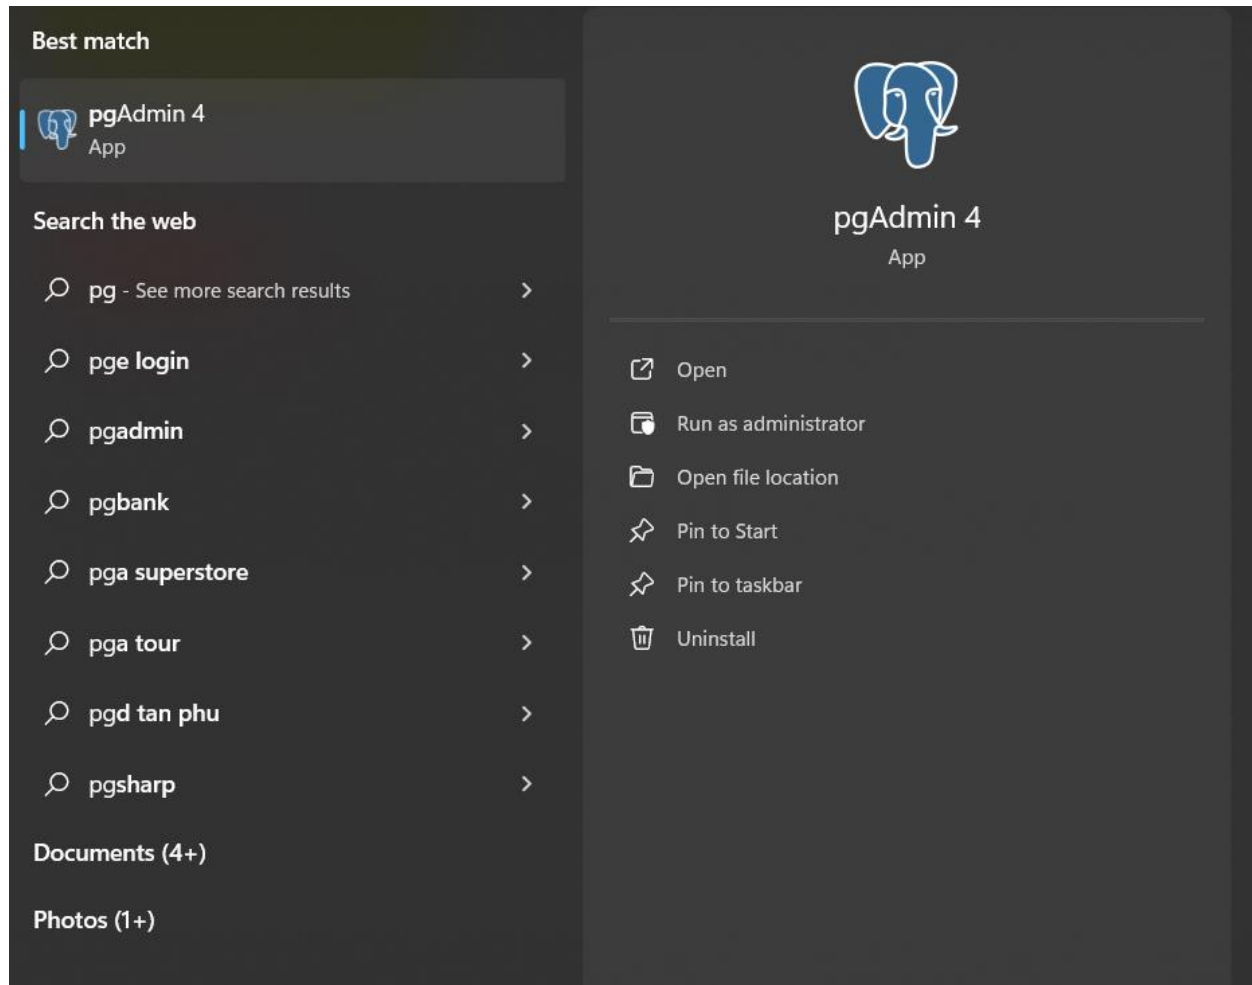 Best match
pgAdmin 4
App
Search the web
pg - See more search results
pge login
pgadmin
pgbank
pga superstore
pga tour
pgd tan phu
pgsharp
Documents (4+)
Photos (1+)
pgAdmin 4
App
Open
Run as administrator
Open file location
Pin to Start
Pin to taskbar
Uninstall